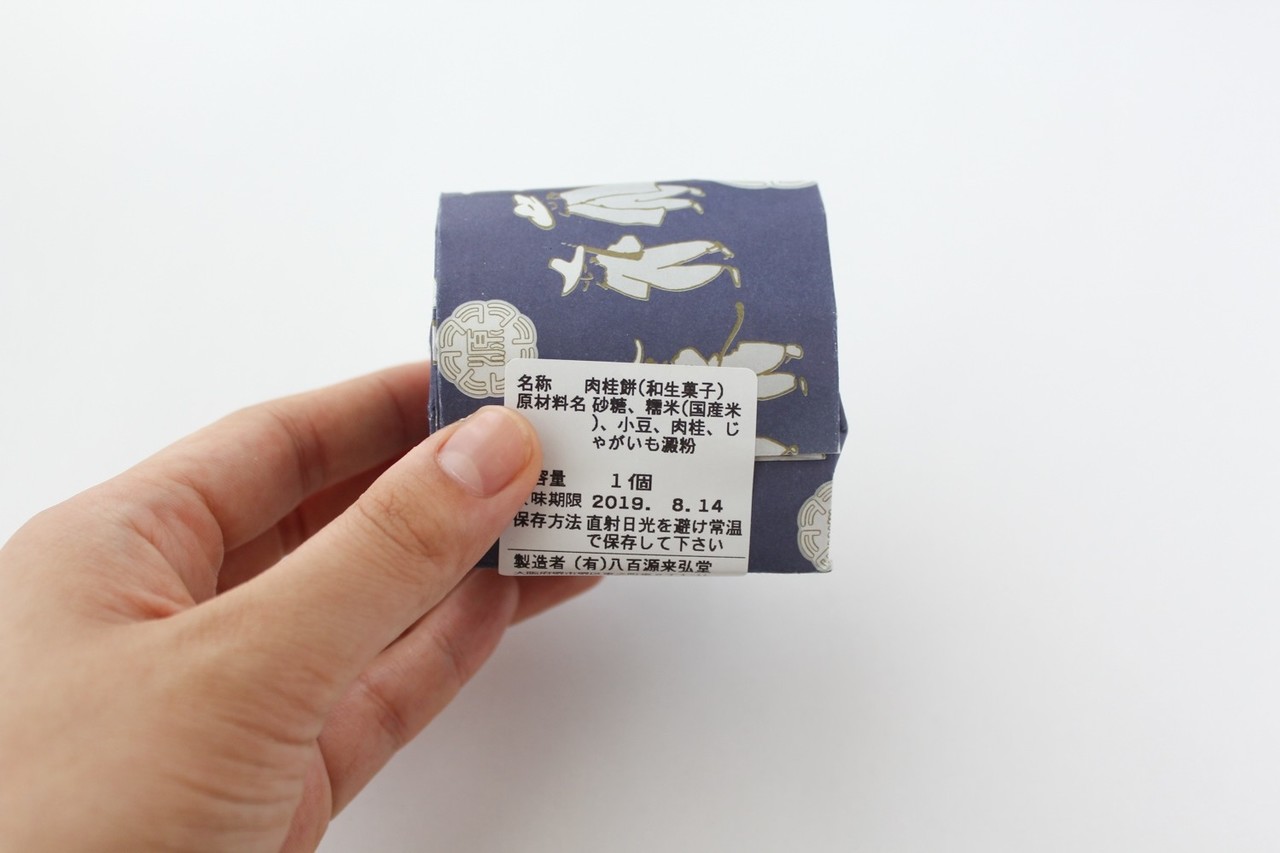 源
名称 肉桂餅(和生菓子)
原材料名 砂糖、糯米(国産米
)、小豆、肉桂、じ
ゃがいも澱粉
容量 1個
味期限 2019. 8.14
保存方法 直射日光を避け常温
で保存して下さい
製造者 (有)八百源来弘堂